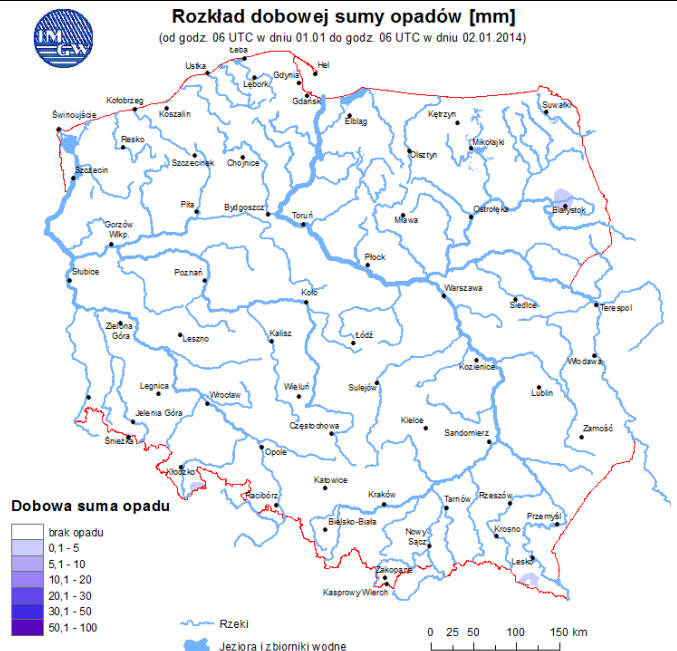 IM
GW
Rozkład dobowej sumy opadów [mm]
(od godz. 06 UTC w dniu 01.01 do godz. 06 UTC w dniu 02.01.2014)
Łeba
Ustka
Hel
Gdynia
Lębork
Gdańsk
Kołobrzeg
Koszalin
Świnoujście
Elbląg
Kętrzyn
Suwałki
Resko
Szczecinek
Chojnice
Olsztyn
Mikołajki
Szczecin
Piła
Bydgoszcz
Toruń
Mława
Ostrołęka
Białystok
Gorzów
Wlkp.
Płock
Słubice
Poznań
Koło
Warszawa
Siedlce
Terespol
Zielona
Góra
Leszno
Kalisz
Łódź
Kozienice
Włodawa
Legnica
Wrocław
Wieluń
Sulejów
Lublin
Jelenia Góra
Śnieżka
Częstochowa
Kielce
Sandomierz
Zamość
Kłodzko
Opole
Racibórz
Katowice
Kraków
Tarnów
Rzeszów
Przemyśl
Bielsko-Biała
Nowy
Sącz
Krosno
Lesko
Zakopane
Kasprowy Wierch
Dobowa suma opadu
brak opadu
0,1 - 5
5,1 - 10
10,1 - 20
20,1 - 30
30,1 - 50
50,1 - 100
Rzeki
Jeziora i zbiorniki wodne
0 25 50 100 150 km